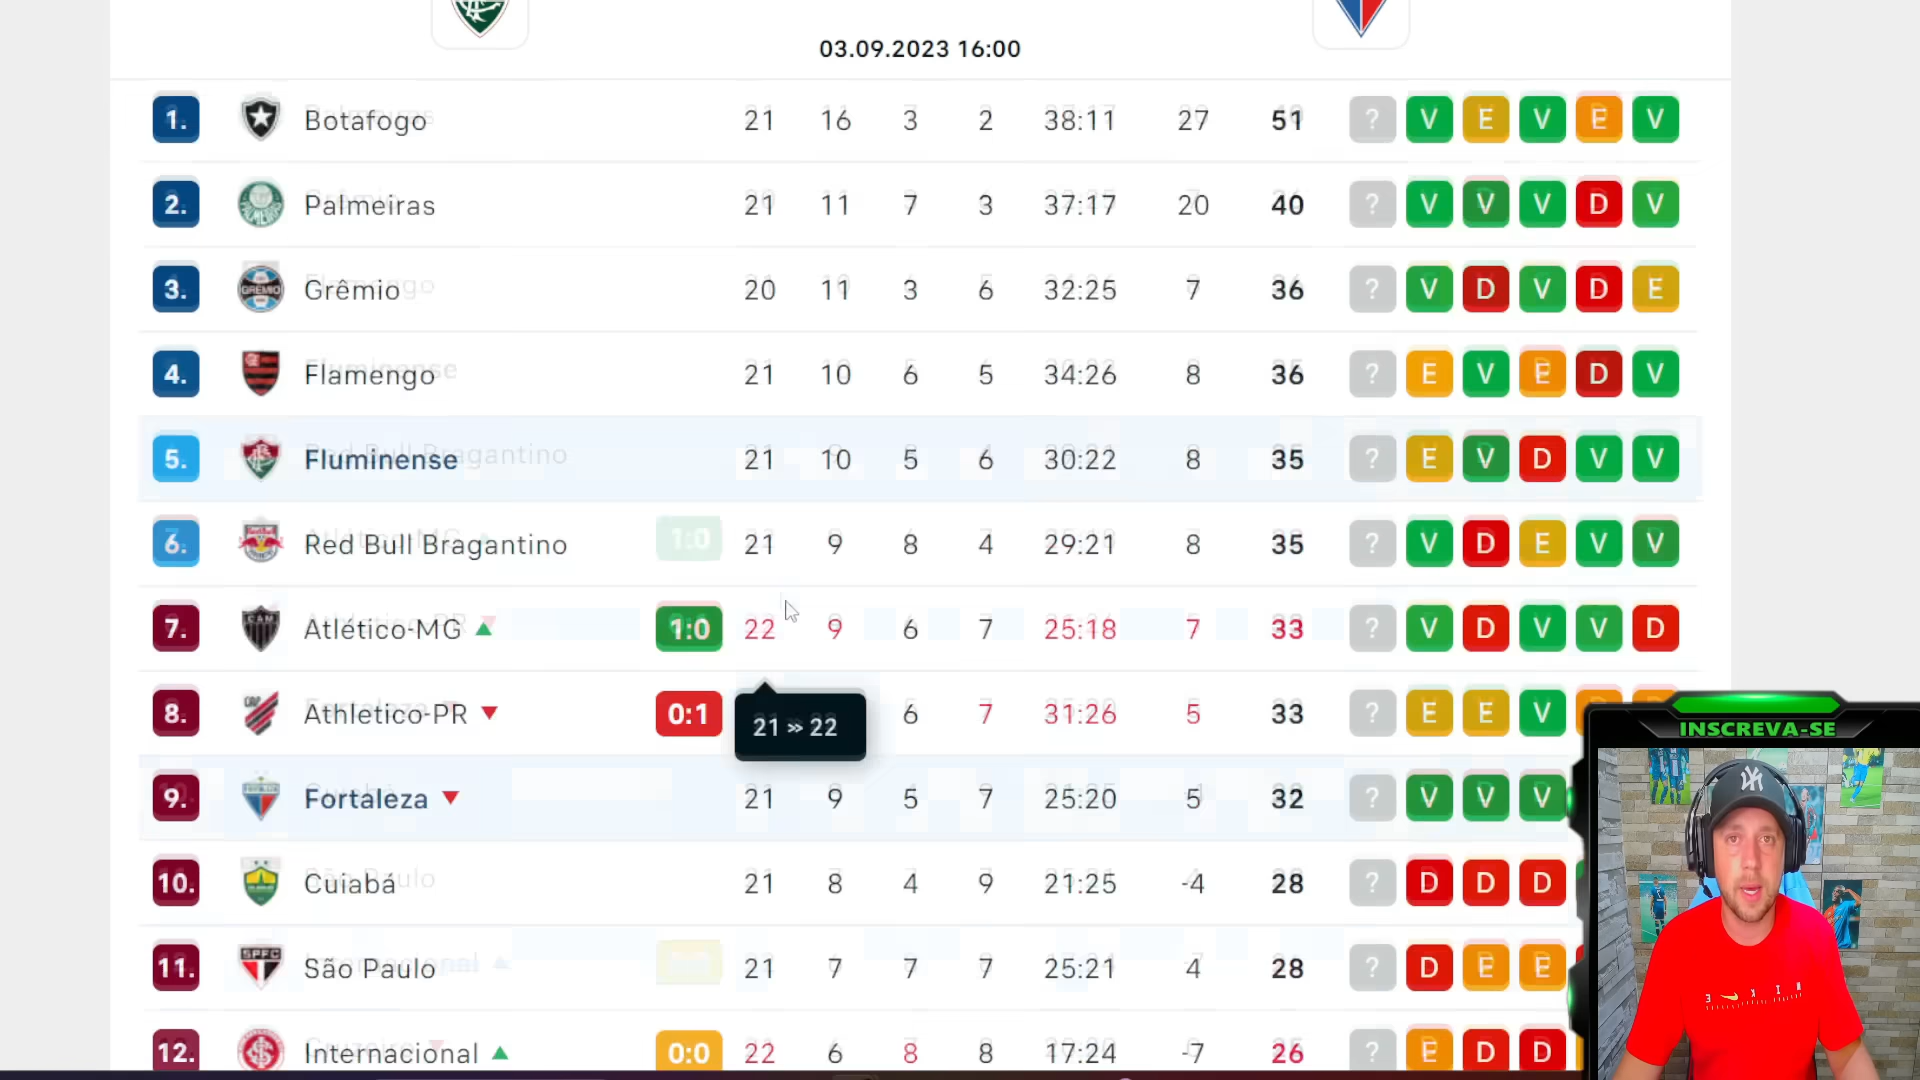 03.09.2023 16:00
1. Botafogo 21 16 3 2 38:11 27 51 ? V E V E V
2. Palmeiras 21 11 7 3 37:17 20 40 ? V V V D V
3. Grêmio 20 11 3 6 32:25 7 36 ? V D V D E
4. Flamengo 21 10 6 5 34:26 8 36 ? E V E D V
5. Fluminense 21 10 5 6 30:22 8 35 ? E V D V V
6. Red Bull Bragantino 21 9 8 4 29:21 8 35 ? V D E V V
7. Atlético-MG 1:0 22 9 6 7 25:18 7 33 ? V D V V D
8. Athletico-PR 0:1 6 7 31:26 5 33 ? E E V
21 » 22
9. Fortaleza 21 9 5 7 25:20 5 32 ? V V V
10. Cuiabá 21 8 4 9 21:25 -4 28 ? D D D
11. São Paulo 21 7 7 7 25:21 4 28 ? D E E
12. Internacional 0:0 22 6 8 8 17:24 -7 26 ? E D D
INSCREVA-SE